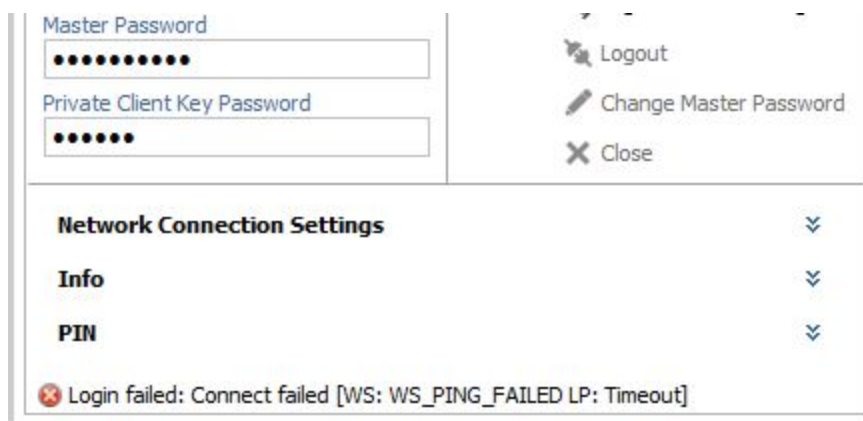 Master Password
••••••••••
Logout
Private Client Key Password
••••••
Change Master Password
Close
Network Connection Settings
Info
PIN
Login failed: Connect failed [WS: WS_PING_FAILED LP: Timeout]